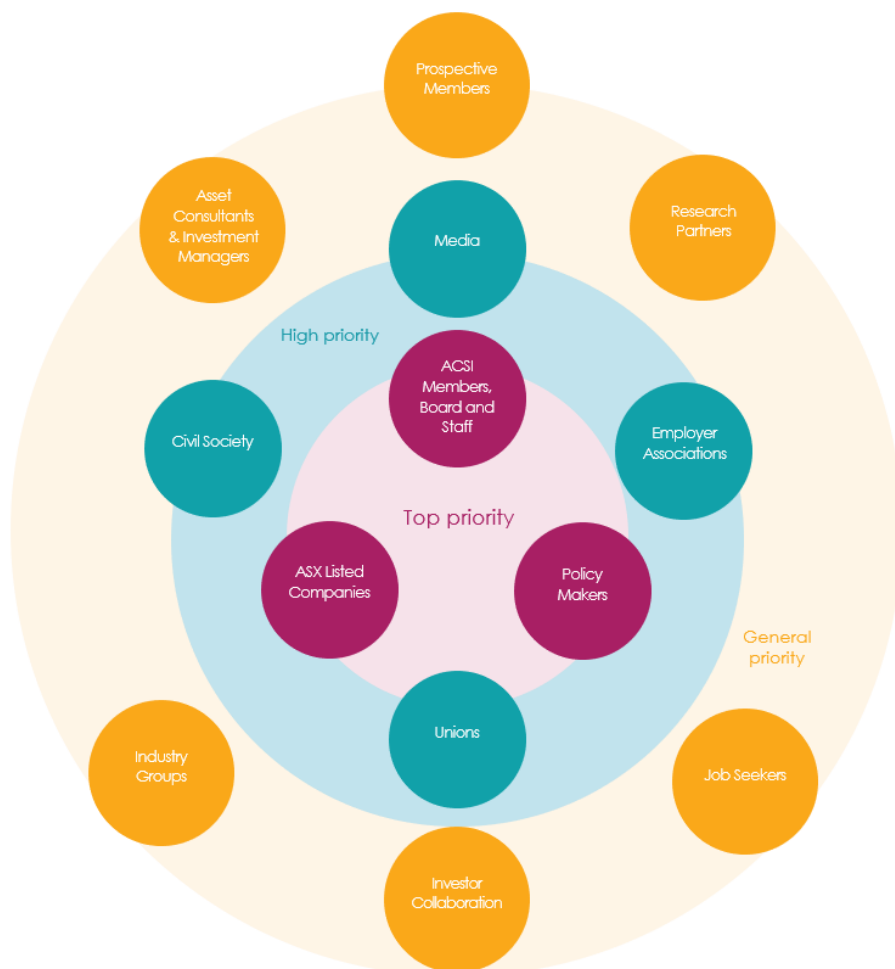 Prospective
Members
Asset
Consultants
& Investment
Managers
Research
Partners
Media
High priority
ACSI
Members,
Board and
Staff
Civil Society
Employer
Associations
Top priority
ASX Listed
Companies
Policy
Makers
General
priority
Unions
Industry
Groups
Job Seekers
Investor
Collaboration